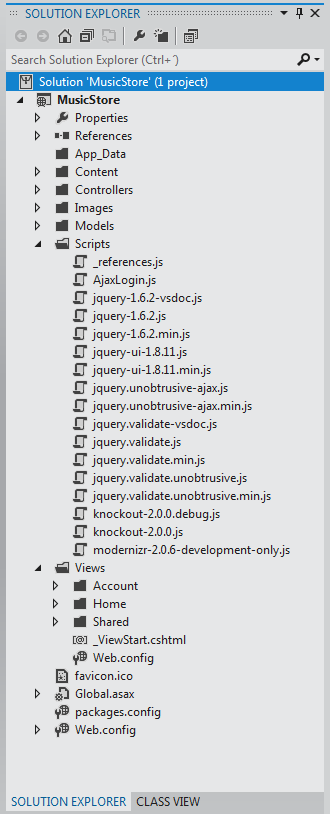 SOLUTION EXPLORER
Search Solution Explorer (Ctrl+´)
Solution 'MusicStore' (1 project)
MusicStore
Properties
References
App_Data
Content
Controllers
Images
Models
Scripts
_references.js
AjaxLogin.js
jquery-1.6.2-vsdoc.js
jquery-1.6.2.js
jquery-1.6.2.min.js
jquery-ui-1.8.11.js
jquery-ui-1.8.11.min.js
jquery.unobtrusive-ajax.js
jquery.unobtrusive-ajax.min.js
jquery.validate-vsdoc.js
jquery.validate.js
jquery.validate.min.js
jquery.validate.unobtrusive.js
jquery.validate.unobtrusive.min.js
knockout-2.0.0.debug.js
knockout-2.0.0.js
modernizr-2.0.6-development-only.js
Views
Account
Home
Shared
_ViewStart.cshtml
Web.config
favicon.ico
Global.asax
packages.config
Web.config
SOLUTION EXPLORER CLASS VIEW